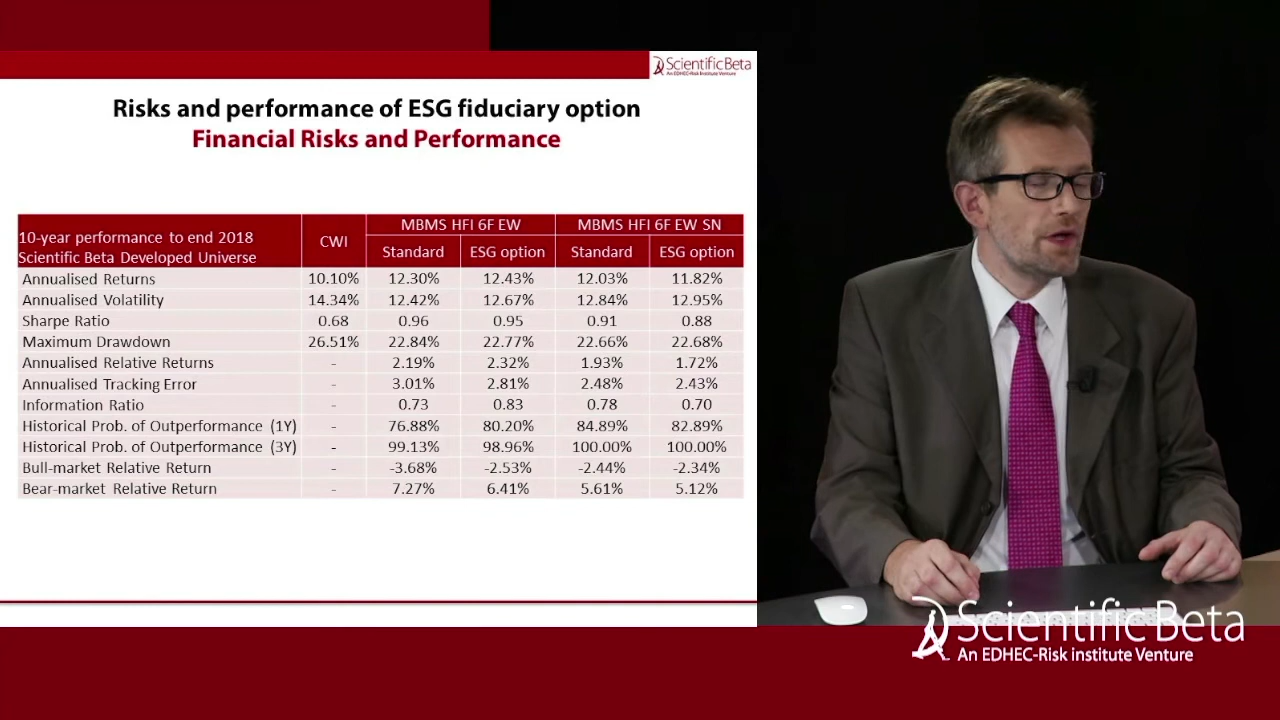 ScientificBeta
An EDHEC-Risk Institute Venture
Risks and performance of ESG fiduciary option
Financial Risks and Performance
10-year performance to end 2018
Scientific Beta Developed Universe
CWI
MBMS HFI 6F EW
MBMS HFI 6F EW SN
Standard ESG option Standard ESG option
Annualised Returns 10.10% 12.30% 12.43% 12.03% 11.82%
Annualised Volatility 14.34% 12.42% 12.67% 12.84% 12.95%
Sharpe Ratio 0.68 0.96 0.95 0.91 0.88
Maximum Drawdown 26.51% 22.84% 22.77% 22.66% 22.68%
Annualised Relative Returns - 2.19% 2.32% 1.93% 1.72%
Annualised Tracking Error - 3.01% 2.81% 2.48% 2.43%
Information Ratio - 0.73 0.83 0.78 0.70
Historical Prob. of Outperformance (1Y) - 76.88% 80.20% 84.89% 82.89%
Historical Prob. of Outperformance (3Y) - 99.13% 98.96% 100.00% 100.00%
Bull-market Relative Return - -3.68% -2.53% -2.44% -2.34%
Bear-market Relative Return - 7.27% 6.41% 5.61% 5.12%
Scientific Beta
An EDHEC-Risk institute Venture